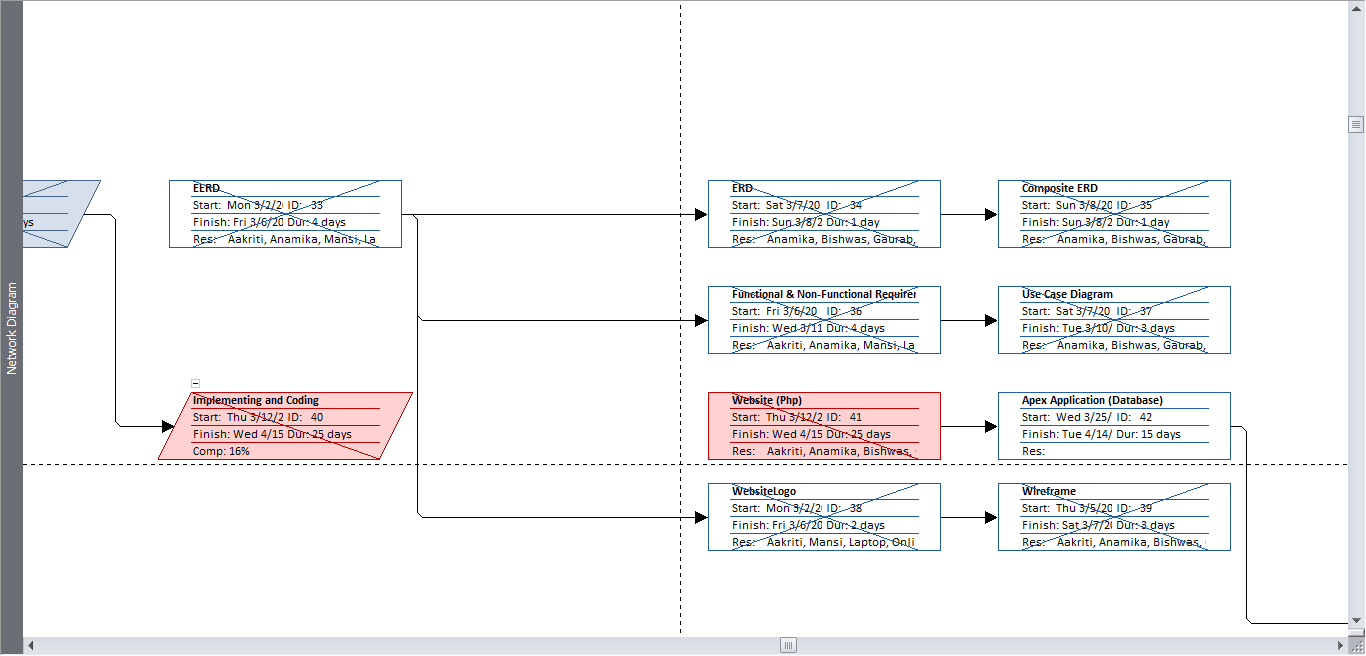 Network Diagram
ys
EERD
Start: Mon 3/2/2 ID: 33
Finish: Fri 3/6/20 Dur: 4 days
Res: Aakriti, Anamika, Mansi, La
ERD
Start: Sat 3/7/20 ID: 34
Finish: Sun 3/8/2 Dur: 1 day
Res: Anamika, Bishwas, Gaurab,
Composite ERD
Start: Sun 3/8/20 ID: 35
Finish: Sun 3/8/2 Dur: 1 day
Res: Anamika, Bishwas, Gaurab,
Functional & Non-Functional Requirer
Start: Fri 3/6/20 ID: 36
Finish: Wed 3/11 Dur: 4 days
Res: Aakriti, Anamika, Mansi, La
Use Case Diagram
Start: Sat 3/7/20 ID: 37
Finish: Tue 3/10/ Dur: 3 days
Res: Anamika, Bishwas, Gaurab,
Implementing and Coding
Start: Thu 3/12/2 ID: 40
Finish: Wed 4/15 Dur: 25 days
Comp: 16%
Website (Php)
Start: Thu 3/12/2 ID: 41
Finish: Wed 4/15 Dur: 25 days
Res: Aakriti, Anamika, Bishwas,
Apex Application (Database)
Start: Wed 3/25/ ID: 42
Finish: Tue 4/14/ Dur: 15 days
Res:
WebsiteLogo
Start: Mon 3/2/2 ID: 38
Finish: Fri 3/6/20 Dur: 2 days
Res: Aakriti, Mansi, Laptop, Onli
Wireframe
Start: Thu 3/5/20 ID: 39
Finish: Sat 3/7/2 Dur: 3 days
Res: Aakriti, Anamika, Bishwas,